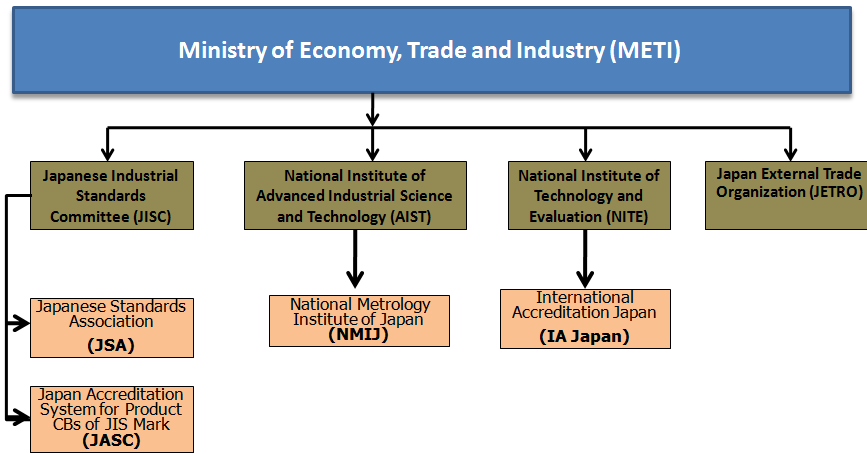 Ministry of Economy, Trade and Industry (METI)
Japanese Industrial
Standards
Committee (JISC)
National Institute of
Advanced Industrial Science
and Technology (AIST)
National Institute of
Technology and
Evaluation (NITE)
Japan External Trade
Organization (JETRO)
Japanese Standards
Association
(JSA)
National Metrology
Institute of Japan
(NMIJ)
International
Accreditation Japan
(IA Japan)
Japan Accreditation
System for Product
CBs of JIS Mark
(JASC)